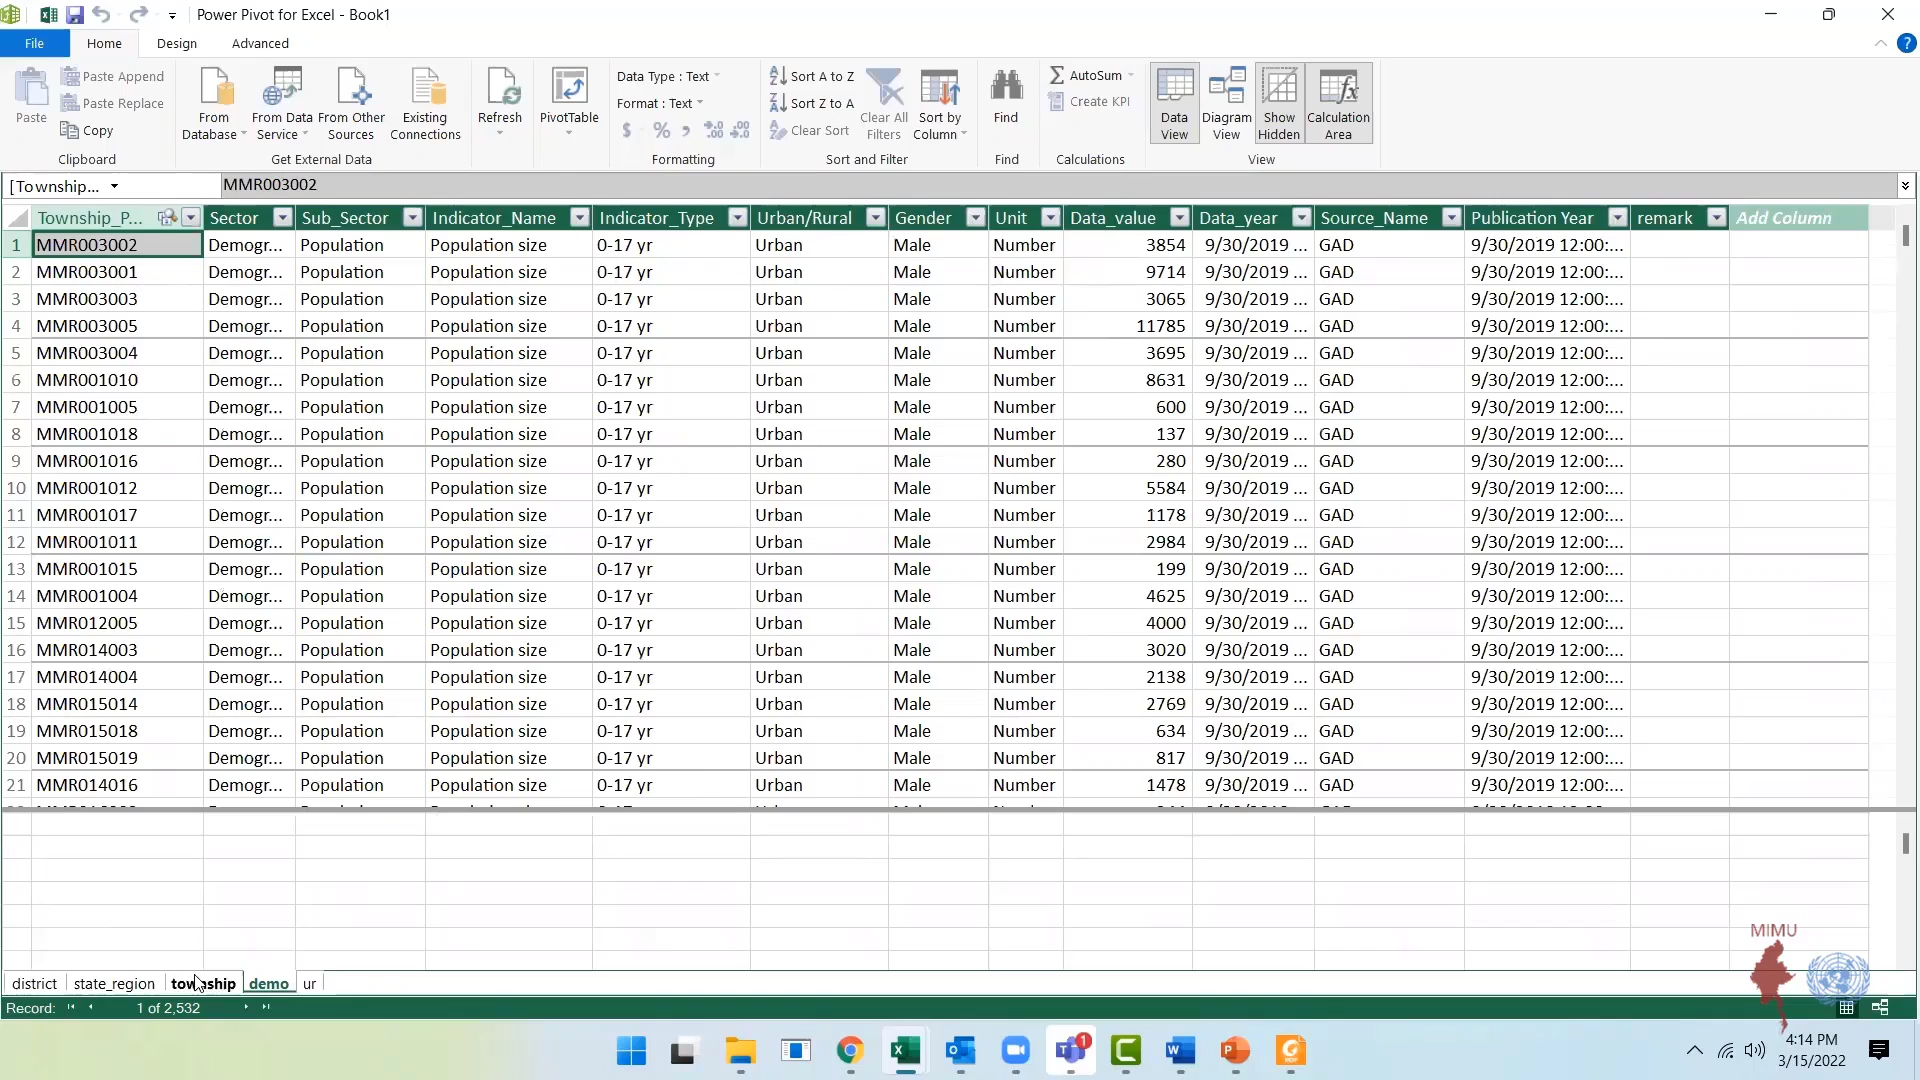 Power Pivot for Excel - Book1
File Home Design Advanced
Paste
Paste Append
Paste Replace
Copy
Clipboard
From Database
From Data Service
From Other Sources
Existing Connections
Get External Data
Refresh
PivotTable
Data Type : Text
Format : Text
$ % 
Formatting
Sort A to Z
Sort Z to A
Clear Sort
Clear All Filters
Sort by Column
Sort and Filter
Find
Find
AutoSum
Create KPI
Calculations
Data View
Diagram View
Show Hidden
Calculation Area
View
[Township... MMR003002
Township_P... Sector Sub_Sector Indicator_Name Indicator_Type Urban/Rural Gender Unit Data_value Data_year Source_Name Publication Year remark Add Column
1 MMR003002 Demogr... Population Population size 0-17 yr Urban Male Number 3854 9/30/2019 ... GAD 9/30/2019 12:00:...
2 MMR003001 Demogr... Population Population size 0-17 yr Urban Male Number 9714 9/30/2019 ... GAD 9/30/2019 12:00:...
3 MMR003003 Demogr... Population Population size 0-17 yr Urban Male Number 3065 9/30/2019 ... GAD 9/30/2019 12:00:...
4 MMR003005 Demogr... Population Population size 0-17 yr Urban Male Number 11785 9/30/2019 ... GAD 9/30/2019 12:00:...
5 MMR003004 Demogr... Population Population size 0-17 yr Urban Male Number 3695 9/30/2019 ... GAD 9/30/2019 12:00:...
6 MMR001010 Demogr... Population Population size 0-17 yr Urban Male Number 8631 9/30/2019 ... GAD 9/30/2019 12:00:...
7 MMR001005 Demogr... Population Population size 0-17 yr Urban Male Number 600 9/30/2019 ... GAD 9/30/2019 12:00:...
8 MMR001018 Demogr... Population Population size 0-17 yr Urban Male Number 137 9/30/2019 ... GAD 9/30/2019 12:00:...
9 MMR001016 Demogr... Population Population size 0-17 yr Urban Male Number 280 9/30/2019 ... GAD 9/30/2019 12:00:...
10 MMR001012 Demogr... Population Population size 0-17 yr Urban Male Number 5584 9/30/2019 ... GAD 9/30/2019 12:00:...
11 MMR001017 Demogr... Population Population size 0-17 yr Urban Male Number 1178 9/30/2019 ... GAD 9/30/2019 12:00:...
12 MMR001011 Demogr... Population Population size 0-17 yr Urban Male Number 2984 9/30/2019 ... GAD 9/30/2019 12:00:...
13 MMR001015 Demogr... Population Population size 0-17 yr Urban Male Number 199 9/30/2019 ... GAD 9/30/2019 12:00:...
14 MMR001004 Demogr... Population Population size 0-17 yr Urban Male Number 4625 9/30/2019 ... GAD 9/30/2019 12:00:...
15 MMR012005 Demogr... Population Population size 0-17 yr Urban Male Number 4000 9/30/2019 ... GAD 9/30/2019 12:00:...
16 MMR014003 Demogr... Population Population size 0-17 yr Urban Male Number 3020 9/30/2019 ... GAD 9/30/2019 12:00:...
17 MMR014004 Demogr... Population Population size 0-17 yr Urban Male Number 2138 9/30/2019 ... GAD 9/30/2019 12:00:...
18 MMR015014 Demogr... Population Population size 0-17 yr Urban Male Number 2769 9/30/2019 ... GAD 9/30/2019 12:00:...
19 MMR015018 Demogr... Population Population size 0-17 yr Urban Male Number 634 9/30/2019 ... GAD 9/30/2019 12:00:...
20 MMR015019 Demogr... Population Population size 0-17 yr Urban Male Number 817 9/30/2019 ... GAD 9/30/2019 12:00:...
21 MMR014016 Demogr... Population Population size 0-17 yr Urban Male Number 1478 9/30/2019 ... GAD 9/30/2019 12:00:...
MIMU
district state_region township demo ur
Record: 1 of 2,532
1
4:14 PM
3/15/2022